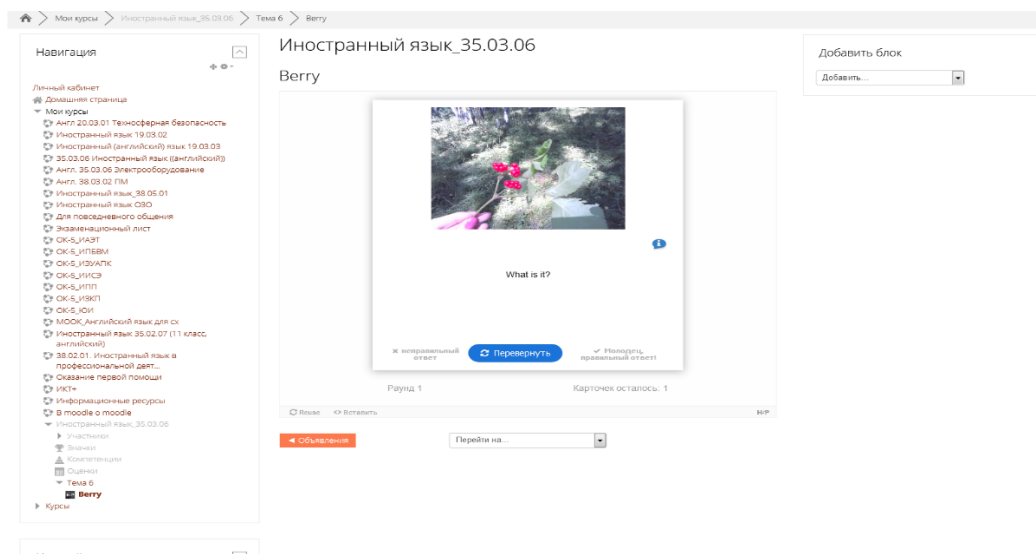 Мои курсы Иностранный язык_35.03.06 Тема 6 Berry
Навигация
Личный кабинет
Домашняя страница
Мои курсы
Англ 20.03.01 Техносферная безопасность
Иностранный язык 19.03.02
Иностранный (английский) язык 19.03.03
35.03.06 Иностранный язык ((английский))
Англ. 35.03.06 Электрооборудование
Англ. 38.03.02 ПМ
Иностранный язык_38.05.01
Иностранный язык ОЗО
Для повседневного общения
Экзаменационный лист
ОК-5_ИАЭТ
ОК-5_ИПБВМ
ОК-5_ИЗУАПК
ОК-5_ИИСЭ
ОК-5_ИПП
ОК-5_ИЗКП
ОК-5_ЮИ
МООК_Английский язык для сх
Иностранный язык 35.02.07 (11 класс,
английский)
38.02.01. Иностранный язык в
профессиональной деят...
Оказание первой помощи
ИКТ+
Информационные ресурсы
В moodle о moodle
Иностранный язык_35.03.06
Участники
Значки
Компетенции
Оценки
Тема 6
Berry
Курсы
Иностранный язык_35.03.06
Berry
What is it?
неправильный
ответ
Перевернуть
Молодец,
правильный ответ!
Раунд 1
Карточек осталось: 1
Reuse
Вставить
H5P
Объявления
Перейти на...
Добавить блок
Добавить...